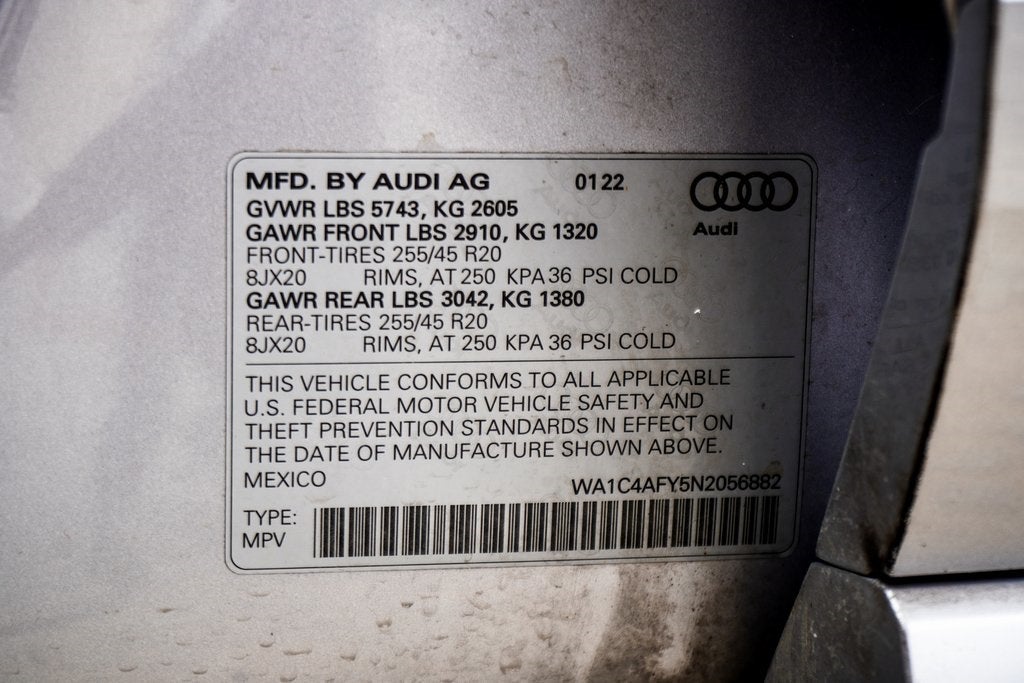 MFD. BY AUDI AG 01 22
GVWR LBS 5743, KG 2605
GAWR FRONT LBS 2910, KG 1320
Audi
FRONT-TIRES 255/45 R20
8JX20 RIMS, AT 250 KPA 36 PSI COLD
GAWR REAR LBS 3042, KG 1380
REAR-TIRES 255/45 R20
8JX20 RIMS, AT 250 KPA 36 PSI COLD
THIS VEHICLE CONFORMS TO ALL APPLICABLE
U.S. FEDERAL MOTOR VEHICLE SAFETY AND
THEFT PREVENTION STANDARDS IN EFFECT ON
THE DATE OF MANUFACTURE SHOWN ABOVE.
MEXICO WA1C4AFY5N2056882
TYPE:
MPV